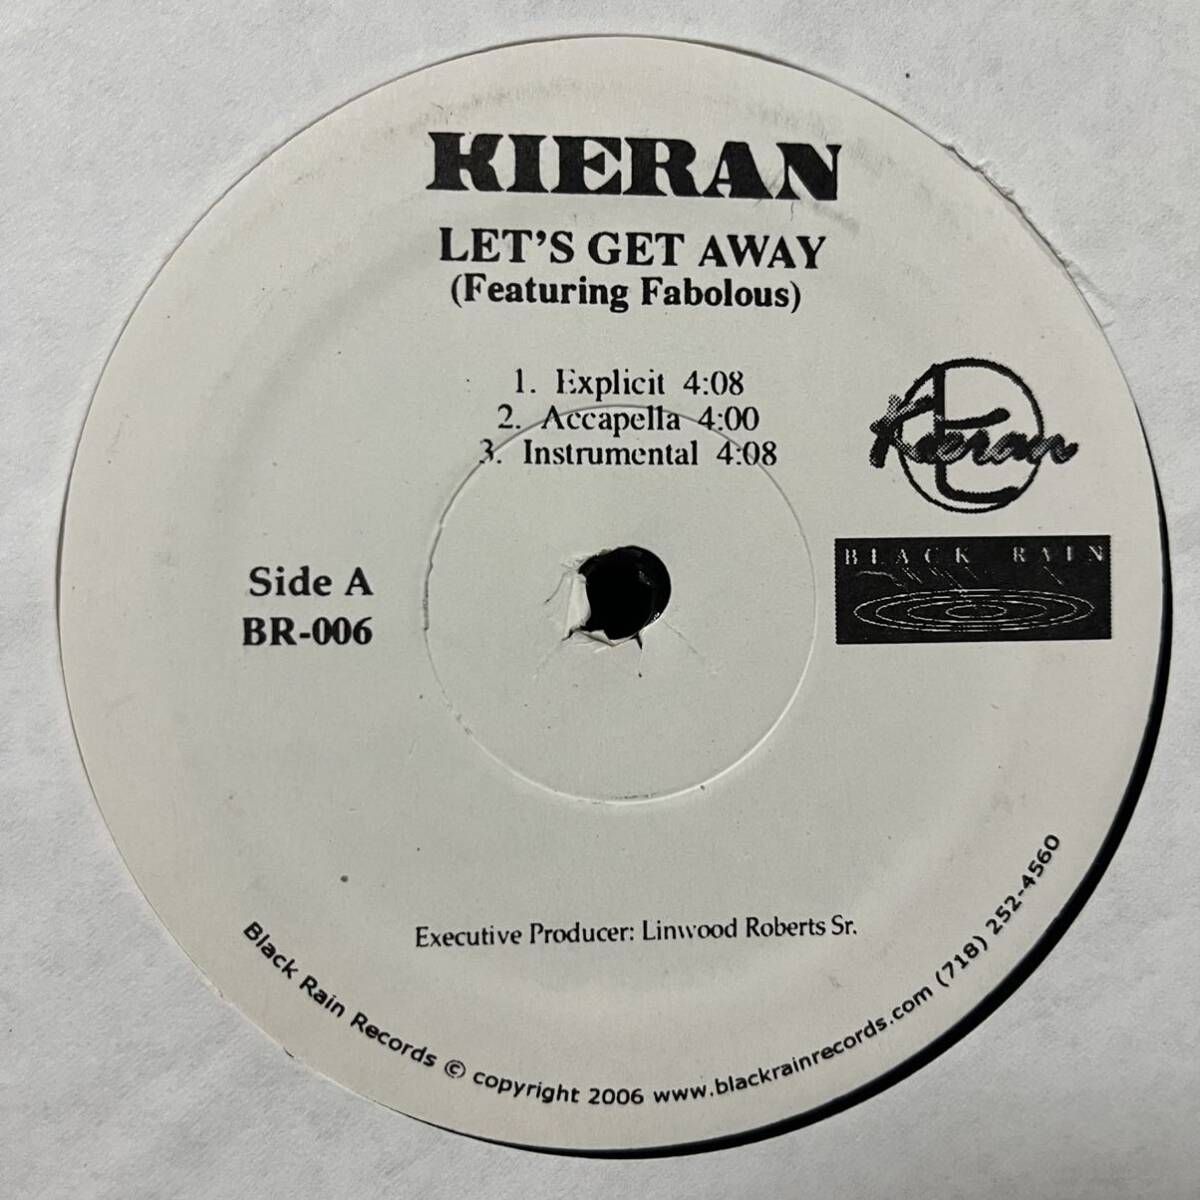 KIERAN
LET'S GET AWAY
(Featuring Fabolous)
1. Explicit 4:08
2. Accapella 4:00
3. Instrumental 4:08
Kieran
BLACK RAIN
Side A
BR-006
Executive Producer: Linwood Roberts Sr.
Black Rain Records © copyright 2006 www.blackrainrecords.com (718) 252-4560